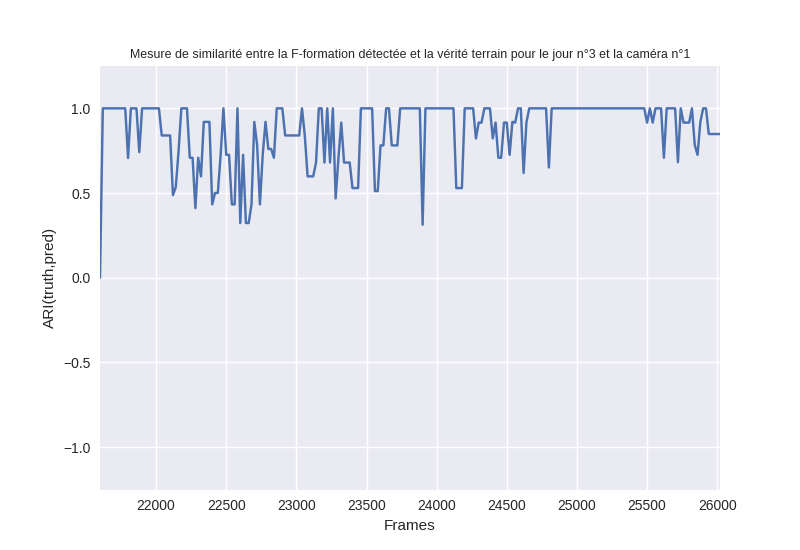 Mesure de similarité entre la F-formation détectée et la vérité terrain pour le jour n°3 et la caméra n°1
1.0
0.5
0.0
−0.5
−1.0
ARI(truth,pred)
22000 22500 23000 23500 24000 24500 25000 25500 26000
Frames